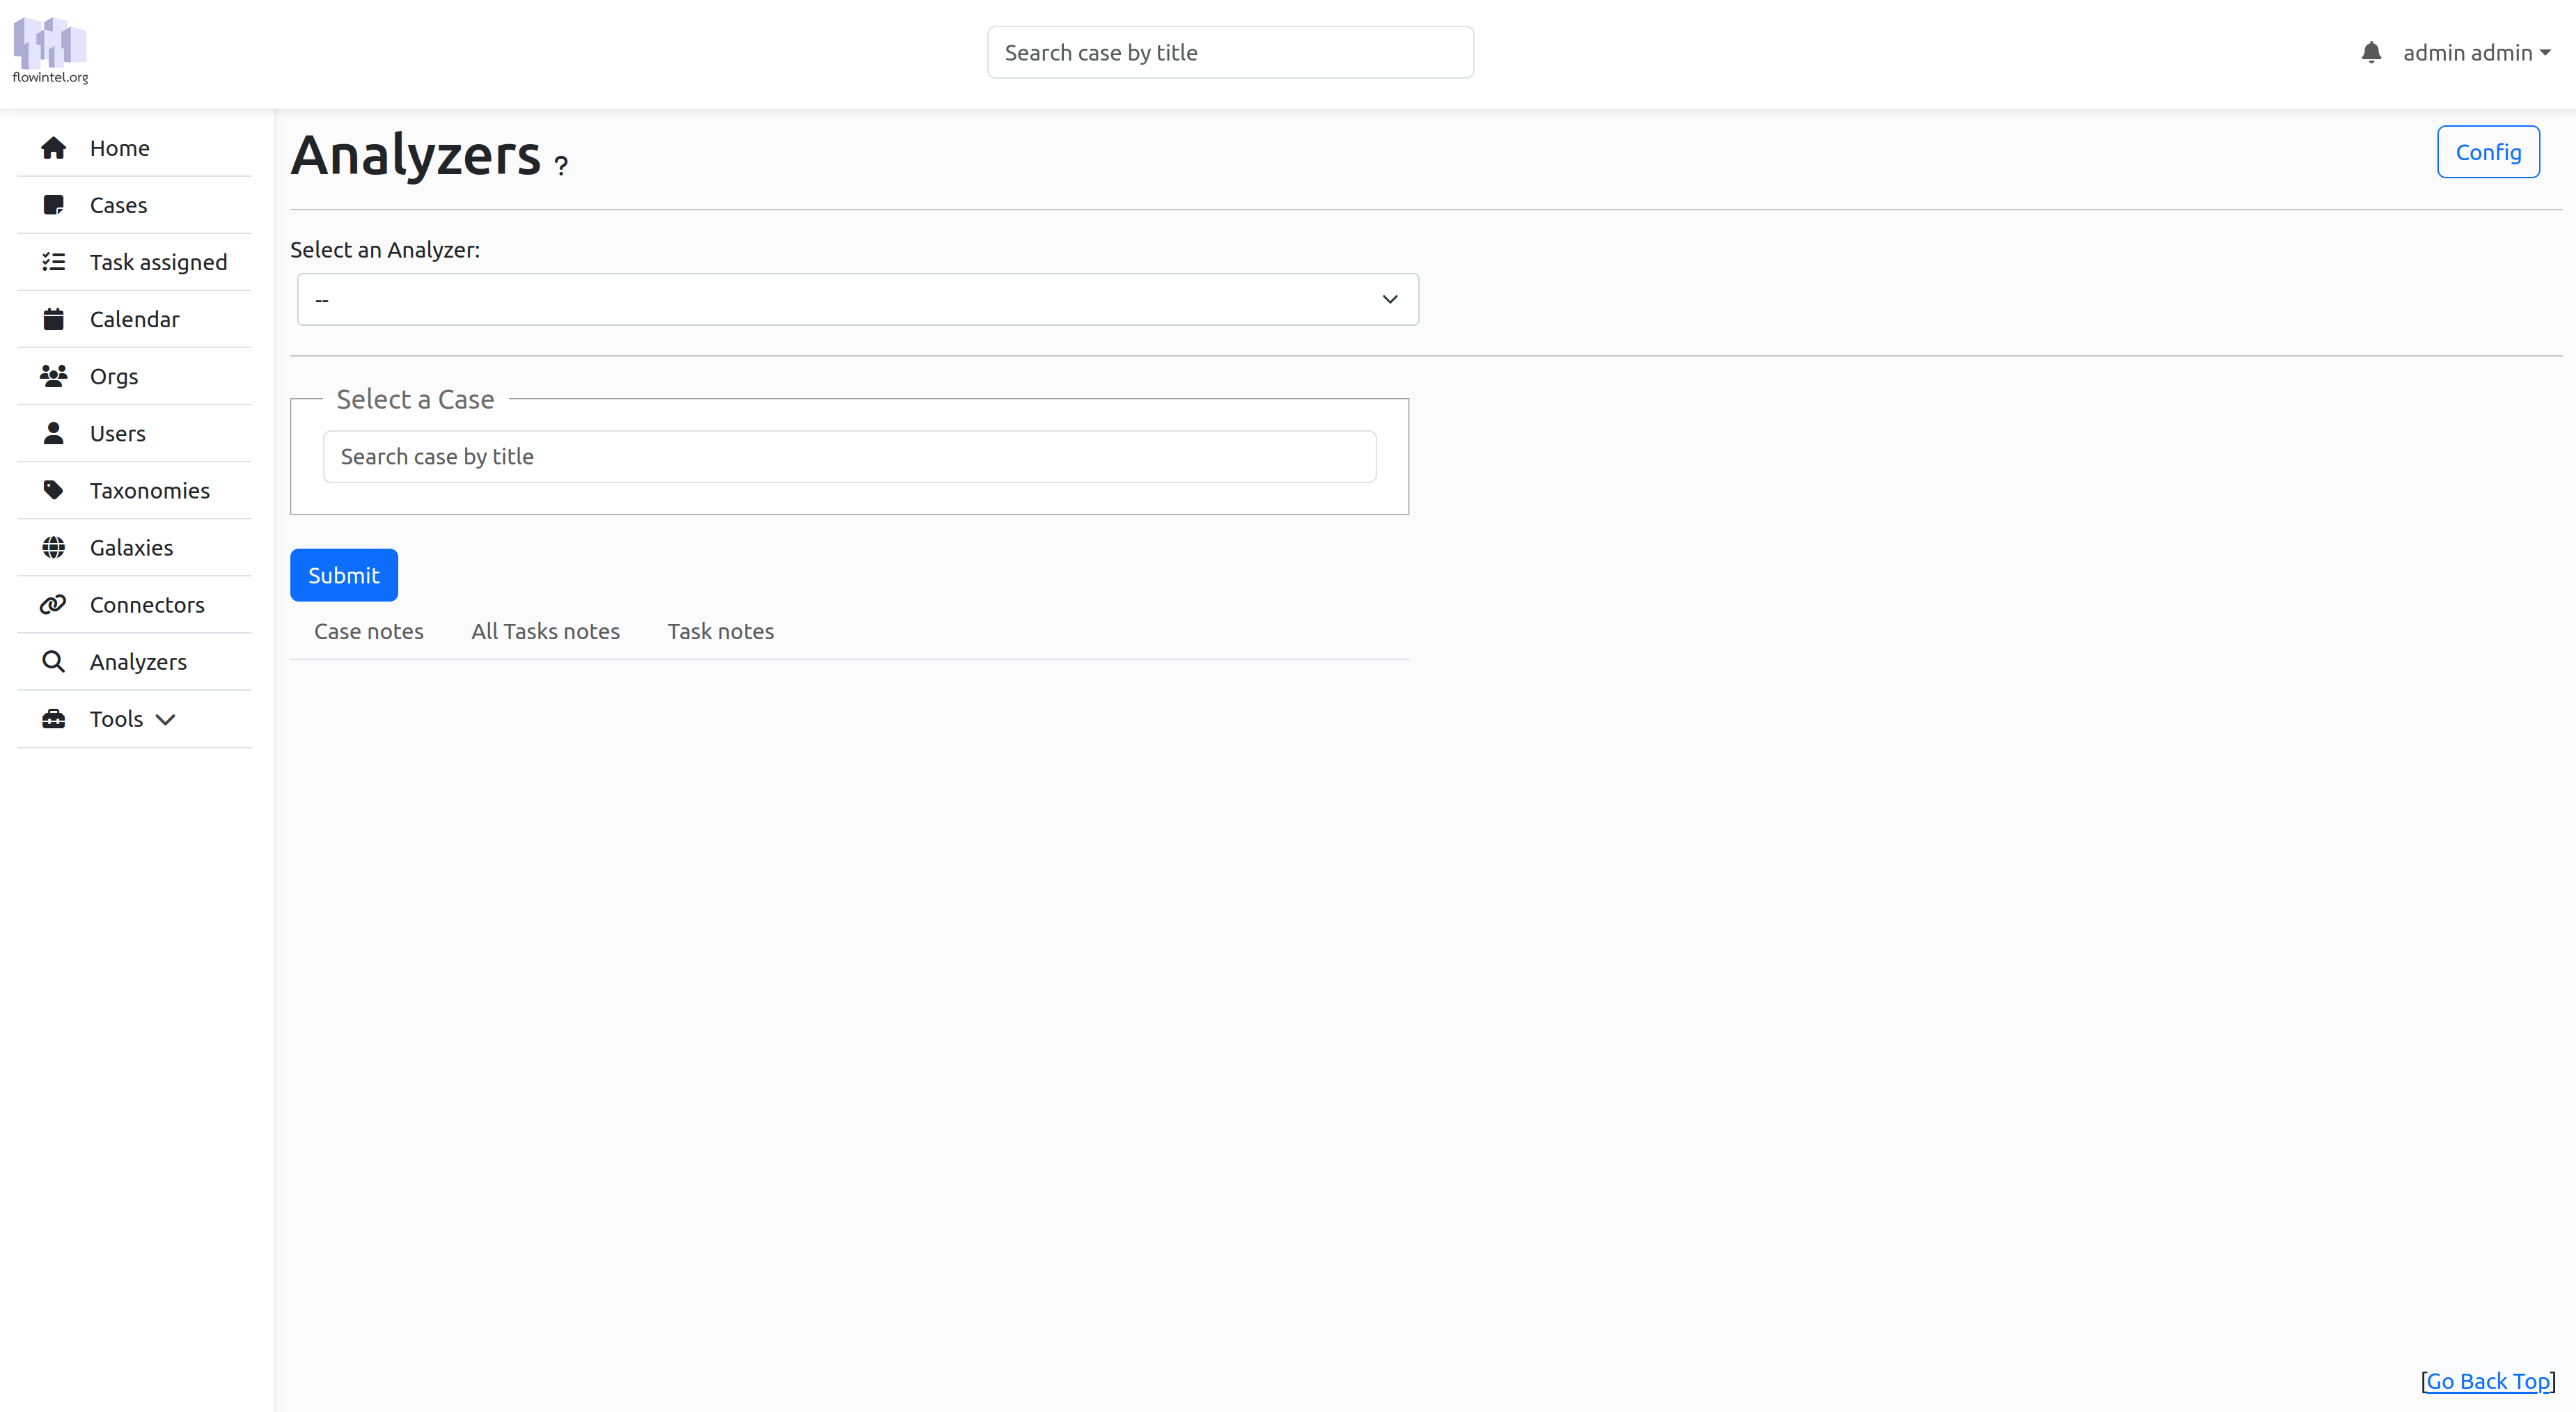 flowintel.org
Search case by title
admin admin
Home
Cases
Task assigned
Calendar
Orgs
Users
Taxonomies
Galaxies
Connectors
Analyzers
Tools
Analyzers ?
Config
Select an Analyzer:
--
Select a Case
Search case by title
Submit
Case notes All Tasks notes Task notes
[Go Back Top]